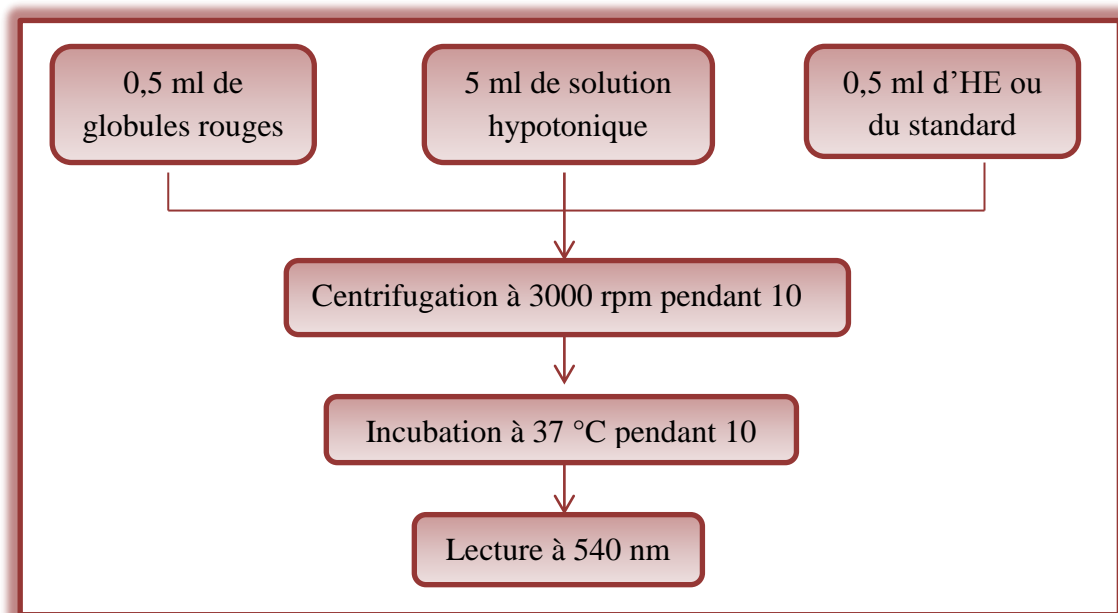 0,5 ml de
globules rouges
5 ml de solution
hypotonique
0,5 ml d’HE ou
du standard
Centrifugation à 3000 rpm pendant 10
Incubation à 37 °C pendant 10
Lecture à 540 nm